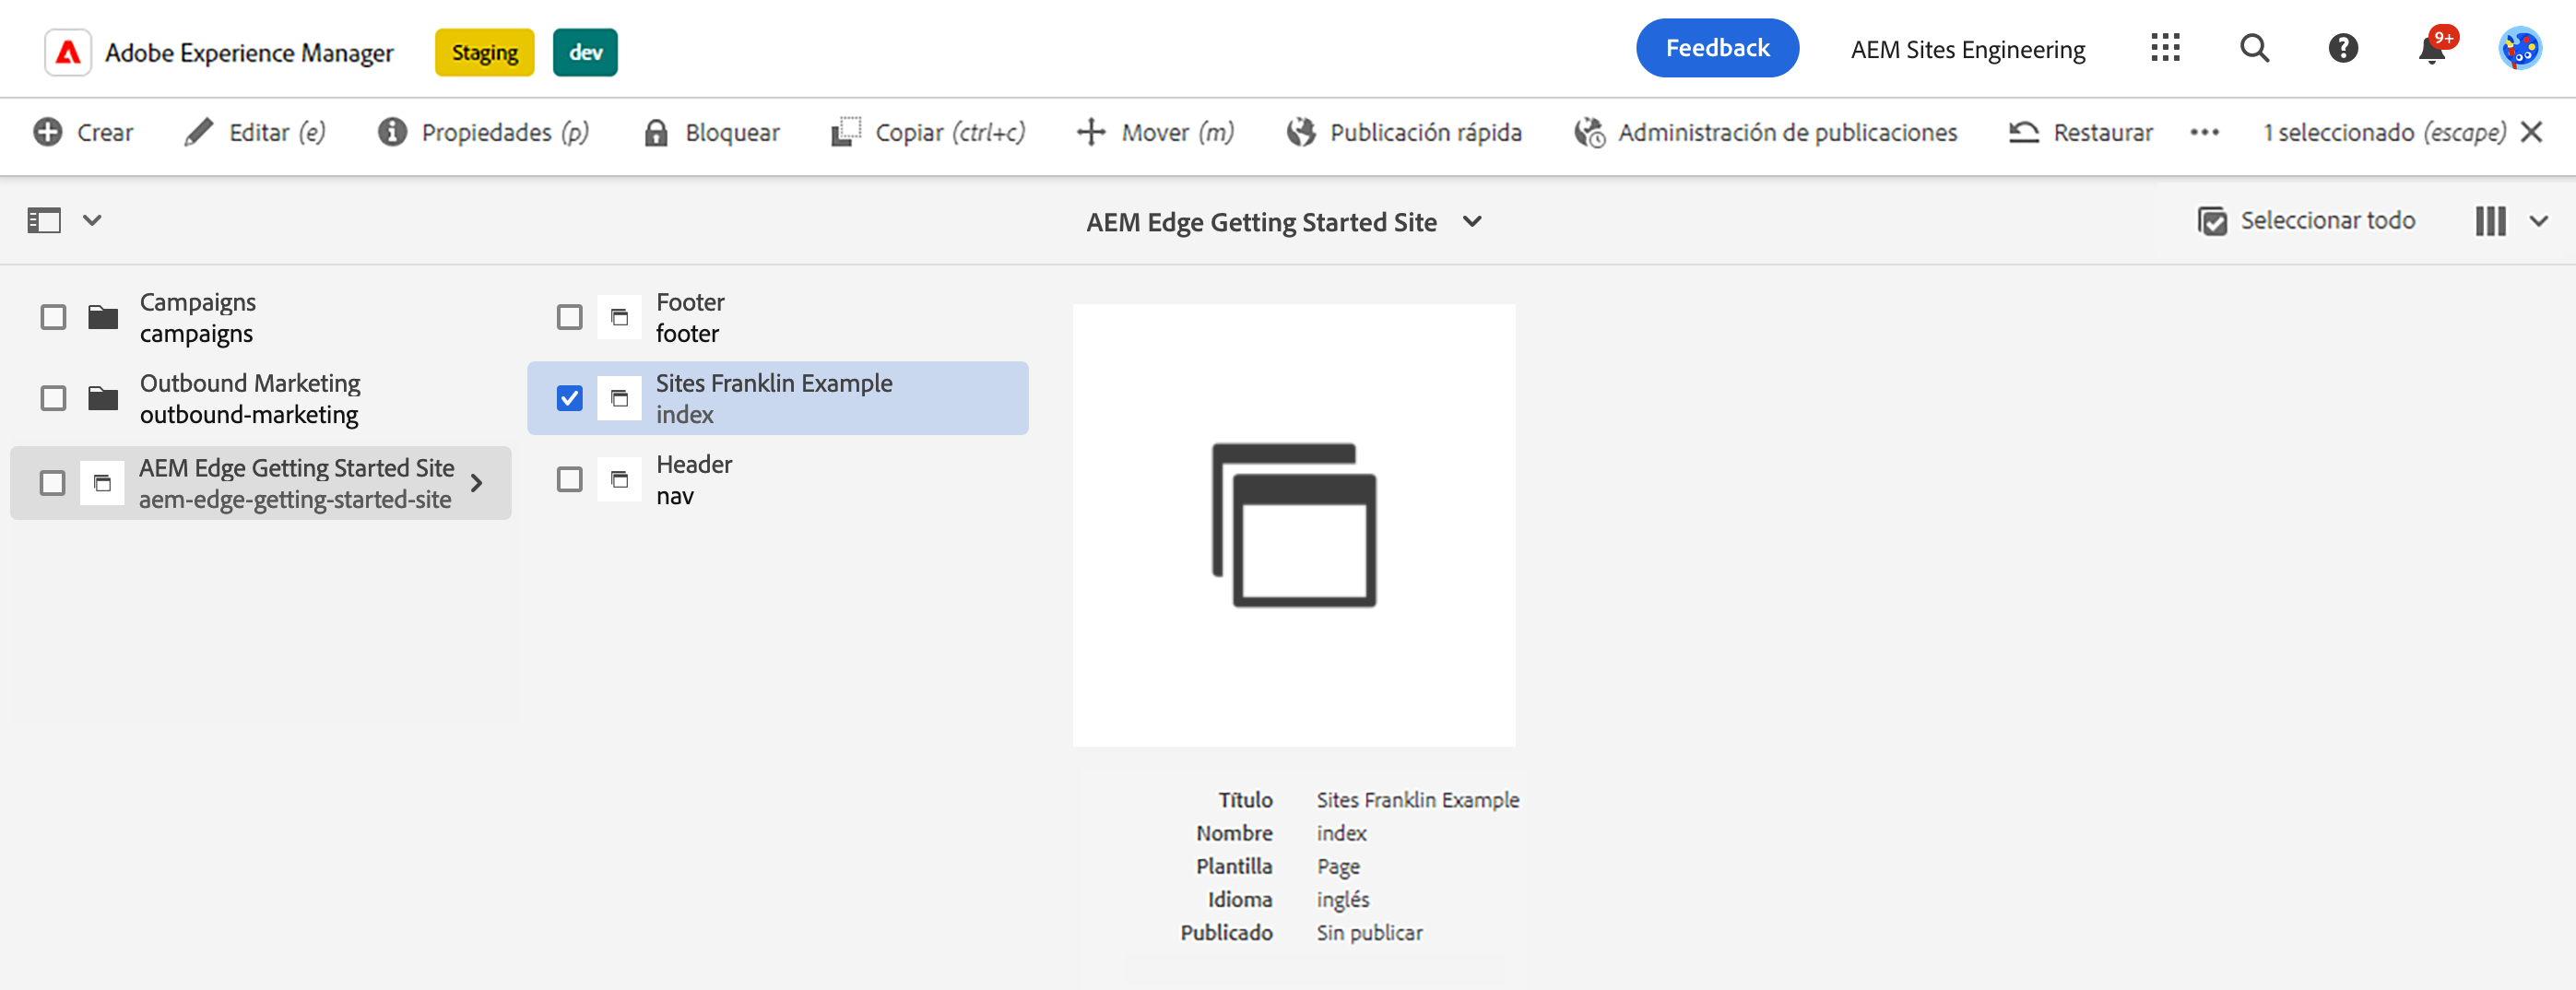 Adobe Experience Manager Staging dev Feedback AEM Sites Engineering 9+
Crear Editar (e) Propiedades (p) Bloquear Copiar (ctrl+c) Mover (m) Publicación rápida Administración de publicaciones Restaurar 1 seleccionado (escape)
AEM Edge Getting Started Site Seleccionar todo
Campaigns
campaigns
Outbound Marketing
outbound-marketing
AEM Edge Getting Started Site
aem-edge-getting-started-site
Footer
footer
Sites Franklin Example
index
Header
nav
Título Sites Franklin Example
Nombre index
Plantilla Page
Idioma inglés
Publicado Sin publicar